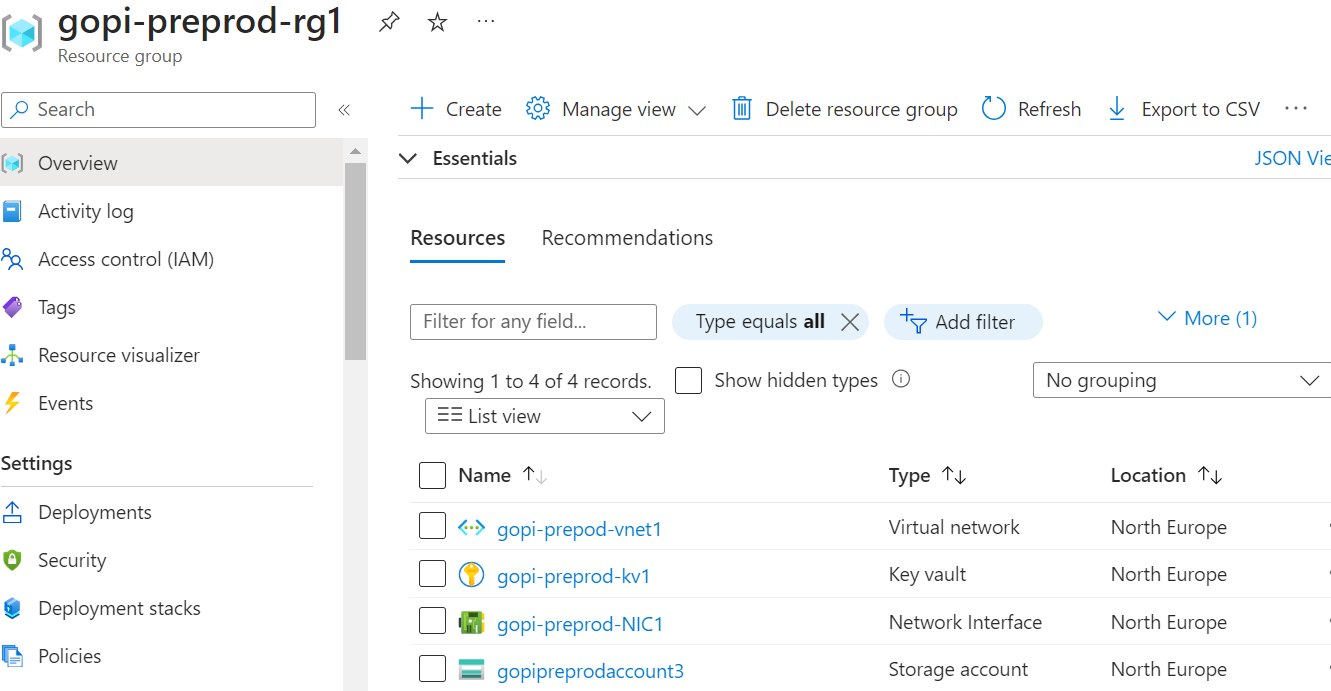 gopi-preprod-rg1
Resource group
Search
«
Create
Manage view
Delete resource group
Refresh
Export to CSV
Overview
Activity log
Access control (IAM)
Tags
Resource visualizer
Events
Settings
Deployments
Security
Deployment stacks
Policies
Essentials
JSON Vie
Resources Recommendations
Filter for any field...
Type equals all
Add filter
More (1)
Showing 1 to 4 of 4 records.
Show hidden types
No grouping
List view
Name Type Location
gopi-prepod-vnet1 Virtual network North Europe
gopi-preprod-kv1 Key vault North Europe
gopi-preprod-NIC1 Network Interface North Europe
gopipreprodaccount3 Storage account North Europe